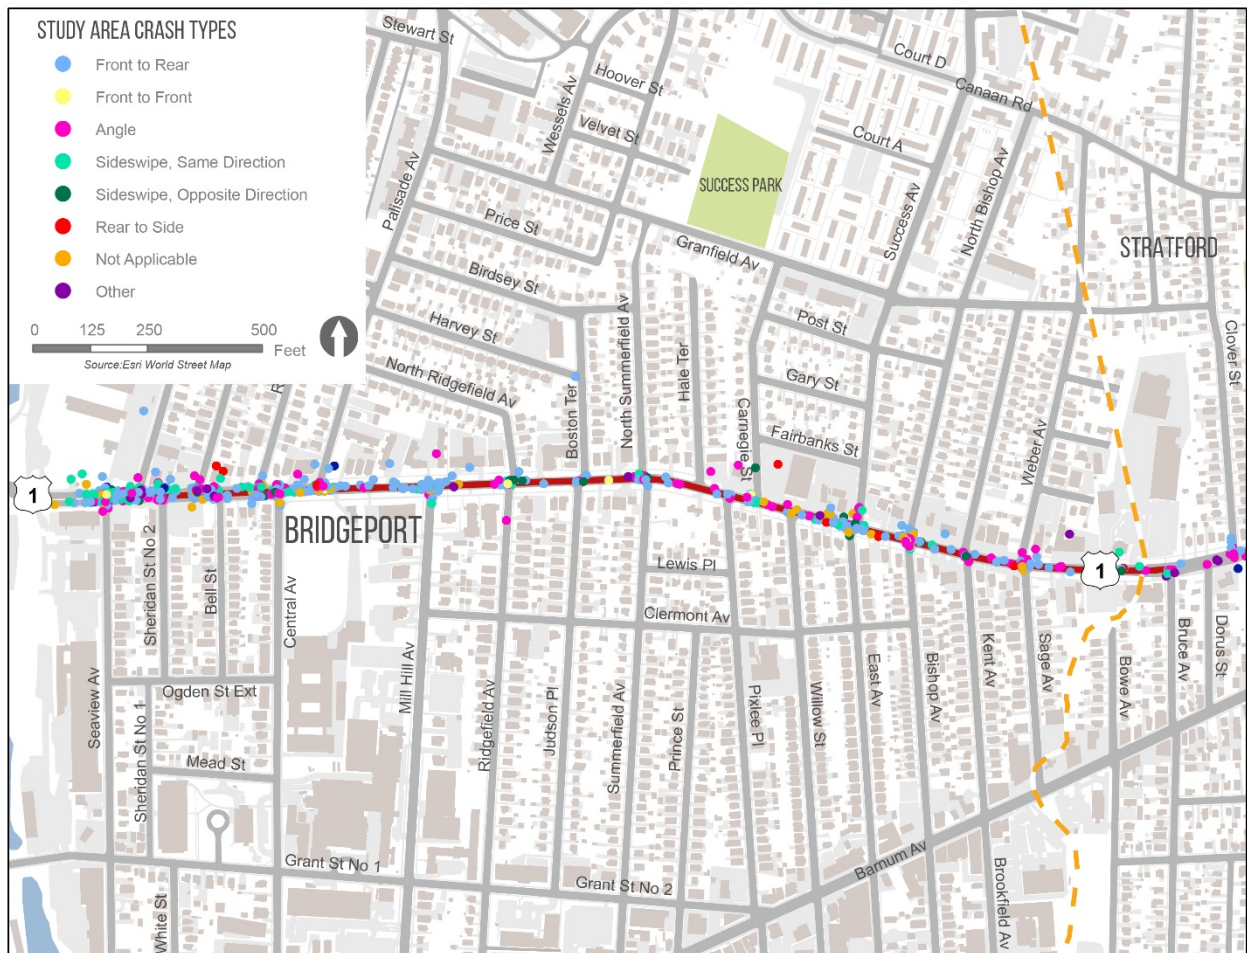 STUDY AREA CRASH TYPES
Front to Rear
Front to Front
Angle
Sideswipe, Same Direction
Sideswipe, Opposite Direction
Rear to Side
Not Applicable
Other
0 125 250 500
Feet
Source:Esri World Street Map
Stewart St
Hoover St
Wessels Av
Velvet St
Palisade Av
Court D
Canaan Rd
Court A
SUCCESS PARK
Success Av
North Bishop Av
STRATFORD
Price St
Granfield Av
Birdsey St
Harvey St
North Ridgefield Av
Boston Ter
North Summerfield Av
Hale Ter
Post St
Gary St
Carnegie St
Fairbanks St
Weber Av
Clover St
1
BRIDGEPORT
1
Sheridan St No 2
Bell St
Central Av
Lewis Pl
Clermont Av
Seaview Av
Ogden St Ext
Sheridan St No 1
Mead St
Mill Hill Av
Ridgefield Av
Judson Pl
Summerfield Av
Prince St
Pixlee Pl
Willow St
East Av
Bishop Av
Kent Av
Sage Av
Bowe Av
Bruce Av
Dorus St
Grant St No 1
Grant St No 2
Barnum Av
White St
Brookfield Av